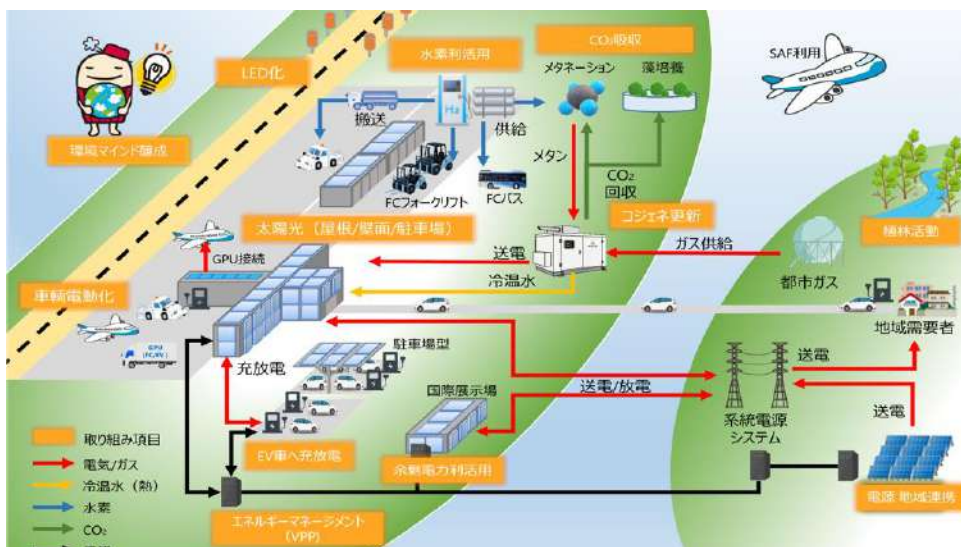 水素利活用
CO₂吸収
SAF利用
LED化
メタネーション
藻培養
H₂
搬送
供給
環境マインド醸成
メタン
CO₂
回収
FCフォークリフト
FCバス
コジェネ更新
植林活動
太陽光（屋根/壁面/駐車場）
GPU接続
送電
ガス供給
都市ガス
冷温水
車輌電動化
地域需要者
GPU
充放電
駐車場型
送電
国際展示場
送電/放電
系統電源
システム
送電
取り組み項目
EV車へ充放電
余剰電力利活用
電源 地域連携
電気/ガス
冷温水（熱）
水素
エネルギーマネージメント
(VPP)
CO₂